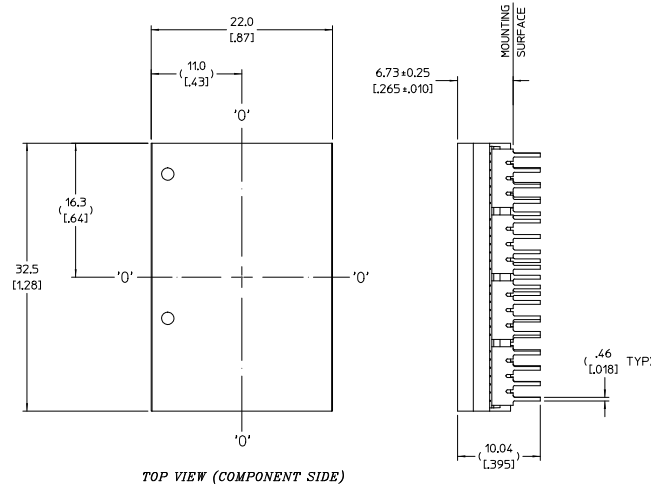 22.0
[.87]
11.0
( [.43] )
'0'
MOUNTING
SURFACE
6.73±0.25
[.265±.010]
16.3
( [.64] )
32.5
[1.28]
'0'
'0'
.46
( [.018] TYP.
'0'
10.04
( [.395] )
TOP VIEW (COMPONENT SIDE)